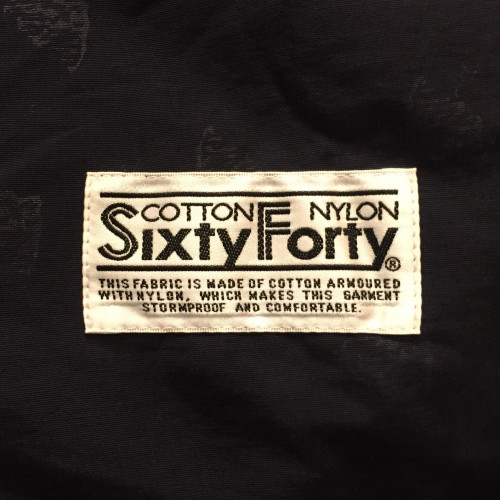 COTTON NYLON
SixtyForty®
THIS FABRIC IS MADE OF COTTON ARMOURED
WITH NYLON, WHICH MAKES THIS GARMENT
STORMPROOF AND COMFORTABLE.